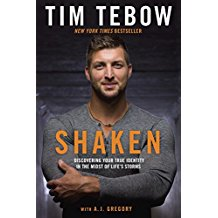 TIM TEBOW
NEW YORK TIMES BESTSELLER
SHAKEN
DISCOVERING YOUR TRUE IDENTITY
IN THE MIDST OF LIFE'S STORMS
WITH A.J. GREGORY